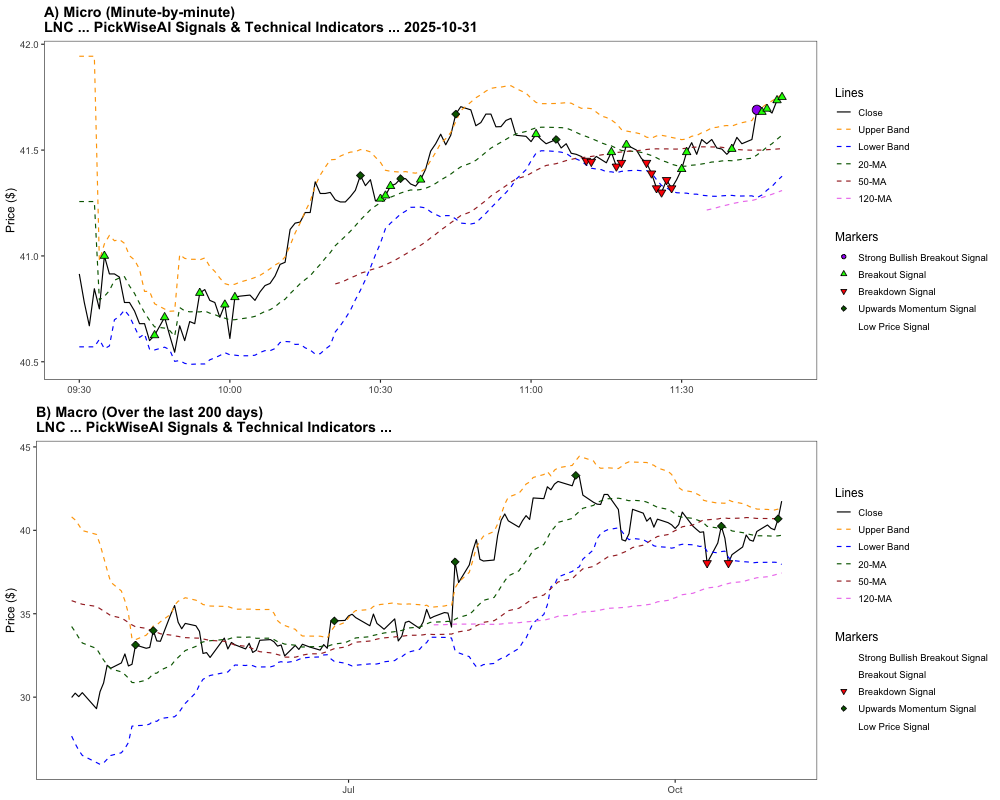 A) Micro (Minute-by-minute)
LNC ... PickWiseAI Signals & Technical Indicators ... 2025-10-31
42.0
41.5
41.0
40.5
Price ($)
09:30
10:00
10:30
11:00
11:30
Lines
Close
Upper Band
Lower Band
20-MA
50-MA
120-MA
Markers
Strong Bullish Breakout Signal
Breakout Signal
Breakdown Signal
Upwards Momentum Signal
Low Price Signal
B) Macro (Over the last 200 days)
LNC ... PickWiseAI Signals & Technical Indicators ...
45
40
35
30
Price ($)
Jul
Oct
Lines
Close
Upper Band
Lower Band
20-MA
50-MA
120-MA
Markers
Strong Bullish Breakout Signal
Breakout Signal
Breakdown Signal
Upwards Momentum Signal
Low Price Signal